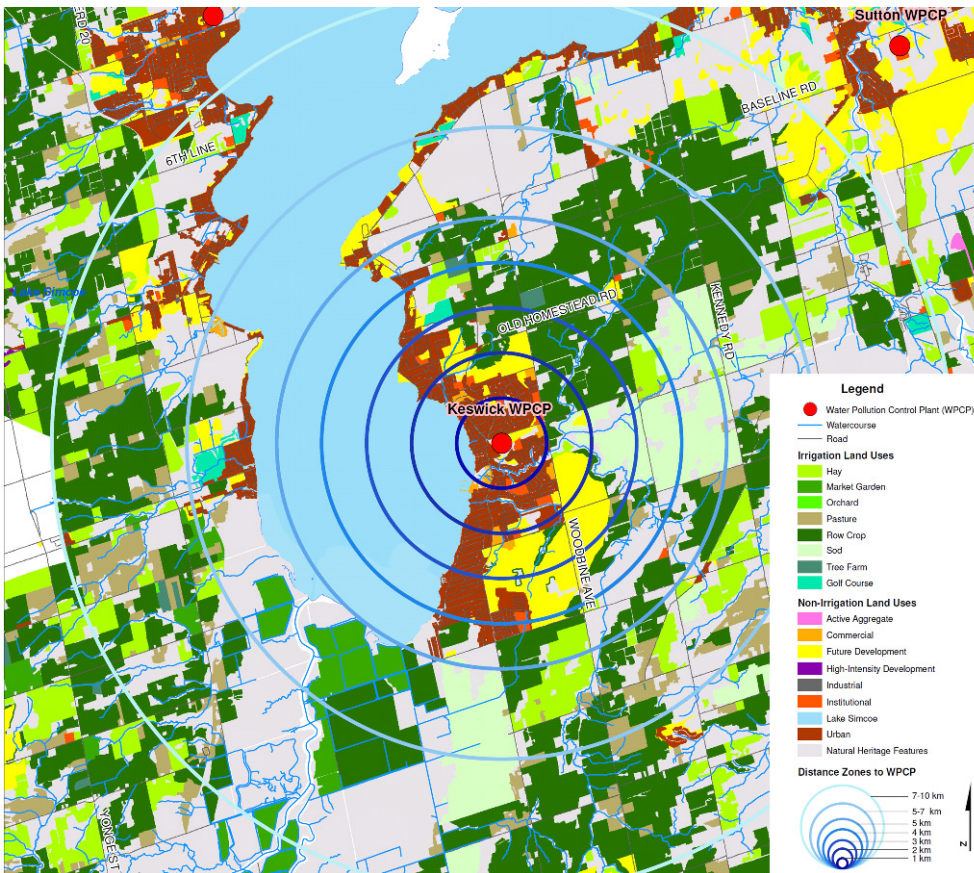 Sutton WPCP
RD 20
BASELINE RD
6TH LINE
Lake Simcoe
OLD HOMESTEAD RD
KENNEDY RD
Keswick WPCP
WOODBINE AVE
YONGE ST
Legend
Water Pollution Control Plant (WPCP)
Watercourse
Road
Irrigation Land Uses
Hay
Market Garden
Orchard
Pasture
Row Crop
Sod
Tree Farm
Golf Course
Non-Irrigation Land Uses
Active Aggregate
Commercial
Future Development
High-Intensity Development
Industrial
Institutional
Lake Simcoe
Urban
Natural Heritage Features
Distance Zones to WPCP
7-10 km
5-7 km
5 km
4 km
3 km
2 km
1 km
N